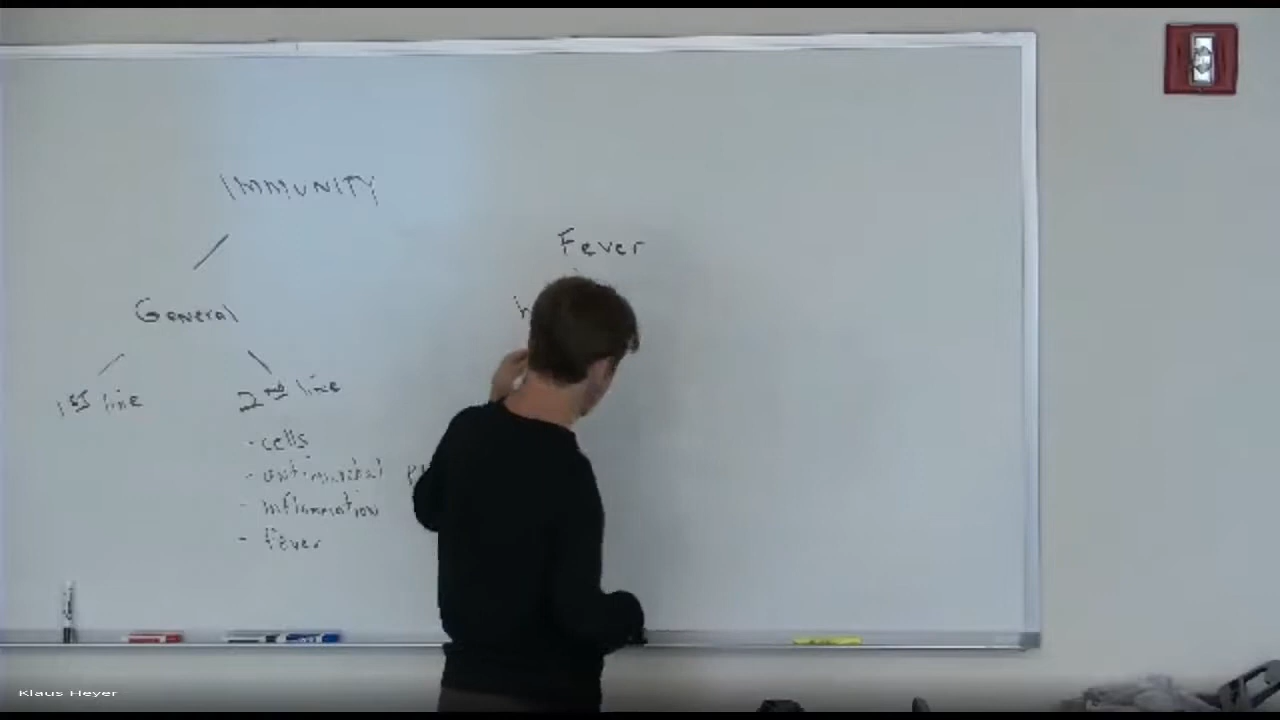 IMMUNITY
Fever
General
1ST line
2ND line
- cells
- antimicrobial
- inflammation
- fever
Klaus Heyer